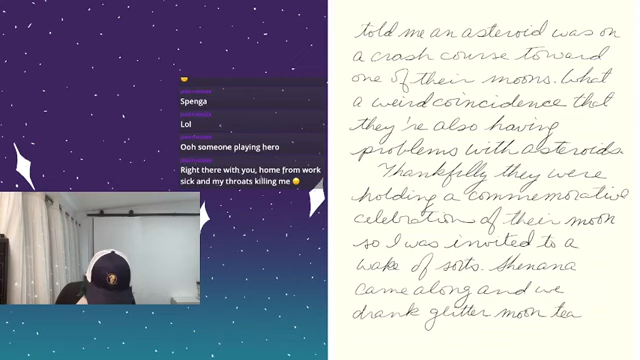 Spenga
Lol
Ooh someone playing hero
Right there with you, home from work
sick and my throats killing me
told me an asteroid was on
a crash course toward
one of their moons. What
a weird coincidence that
they're also having
problems with asteroids.
Thankfully they were
holding a commemorative
celebration of their moon
so I was invited to a
wake of sorts. Shenana
came along and we
drank glitter moon tea